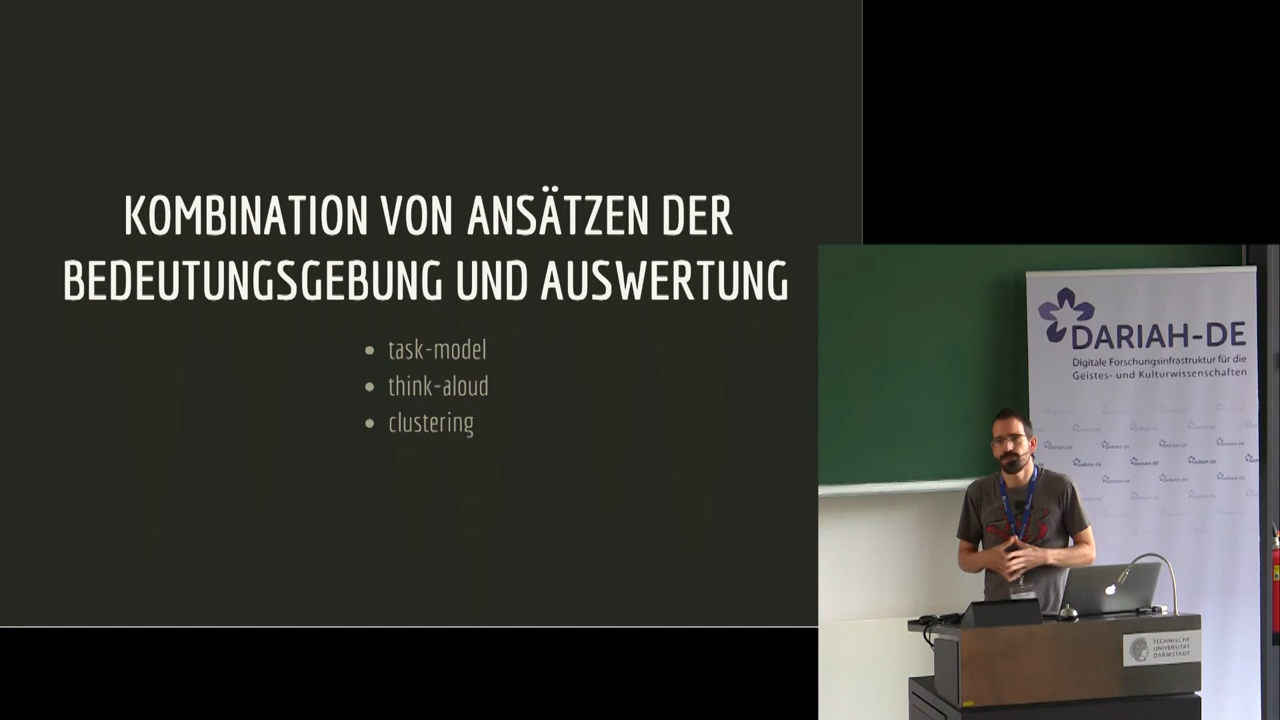 KOMBINATION VON ANSÄTZEN DER
BEDEUTUNGSGEBUNG UND AUSWERTUNG
task-model
think-aloud
clustering
DARIAH-DE
Digitale Forschungsinfrastruktur für die
Geistes- und Kulturwissenschaften
TECHNISCHE
UNIVERSITÄT
DARMSTADT